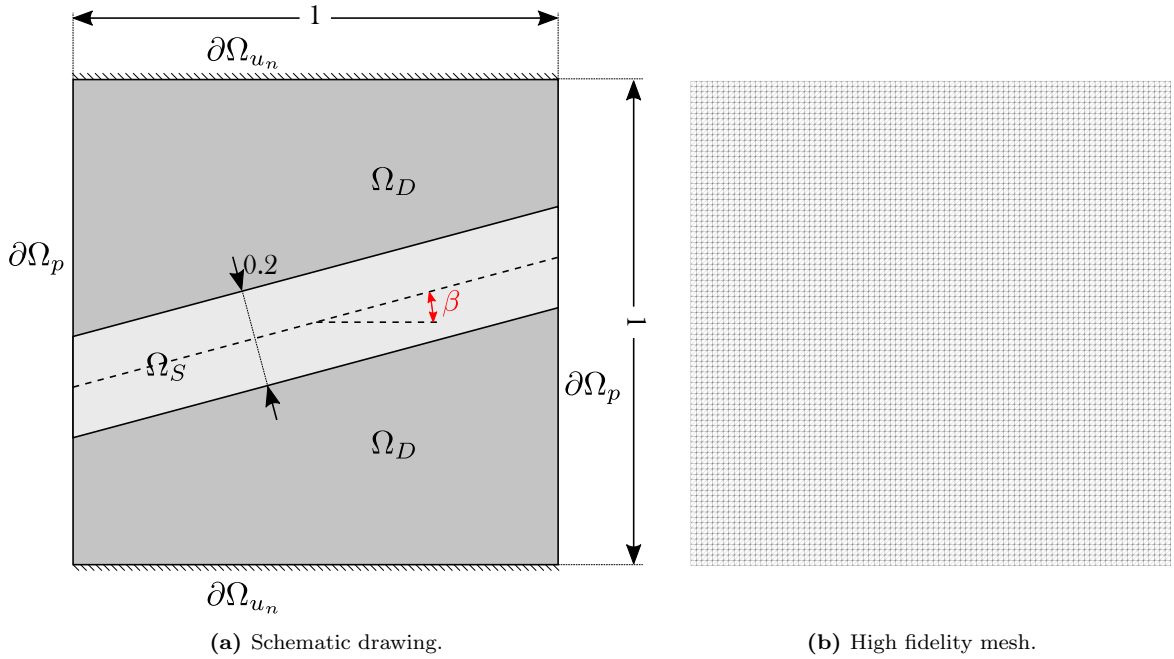 1
∂Ω_{u_n}
Ω_D
∂Ω_p
0.2
β
1
Ω_S
∂Ω_p
Ω_D
∂Ω_{u_n}
(a) Schematic drawing.
(b) High fidelity mesh.